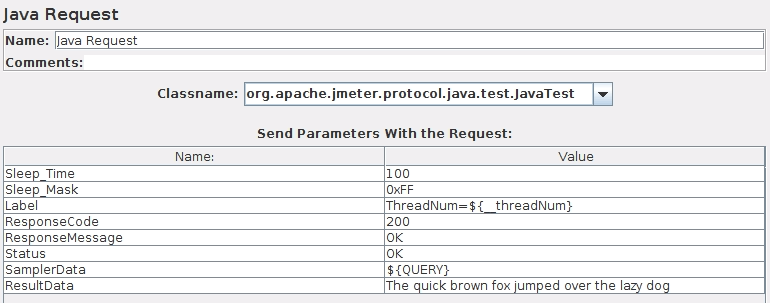 Java Request
Name: Java Request
Comments:
Classname: org.apache.jmeter.protocol.java.test.JavaTest
Send Parameters With the Request:
Name: Value
Sleep_Time 100
Sleep_Mask 0xFF
Label ThreadNum=${__threadNum}
ResponseCode 200
ResponseMessage OK
Status OK
SamplerData ${QUERY}
ResultData The quick brown fox jumped over the lazy dog